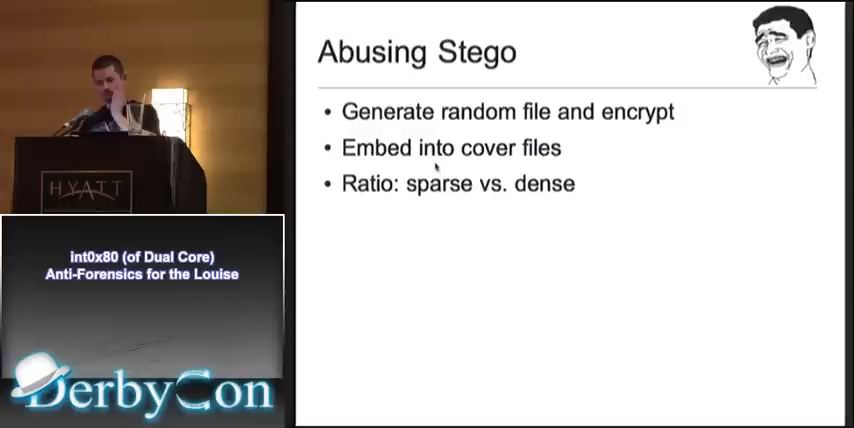 Abusing Stego
• Generate random file and encrypt
• Embed into cover files
• Ratio: sparse vs. dense
HYATT
int0x80 (of Dual Core)
Anti-Forensics for the Louise
DerbyCon